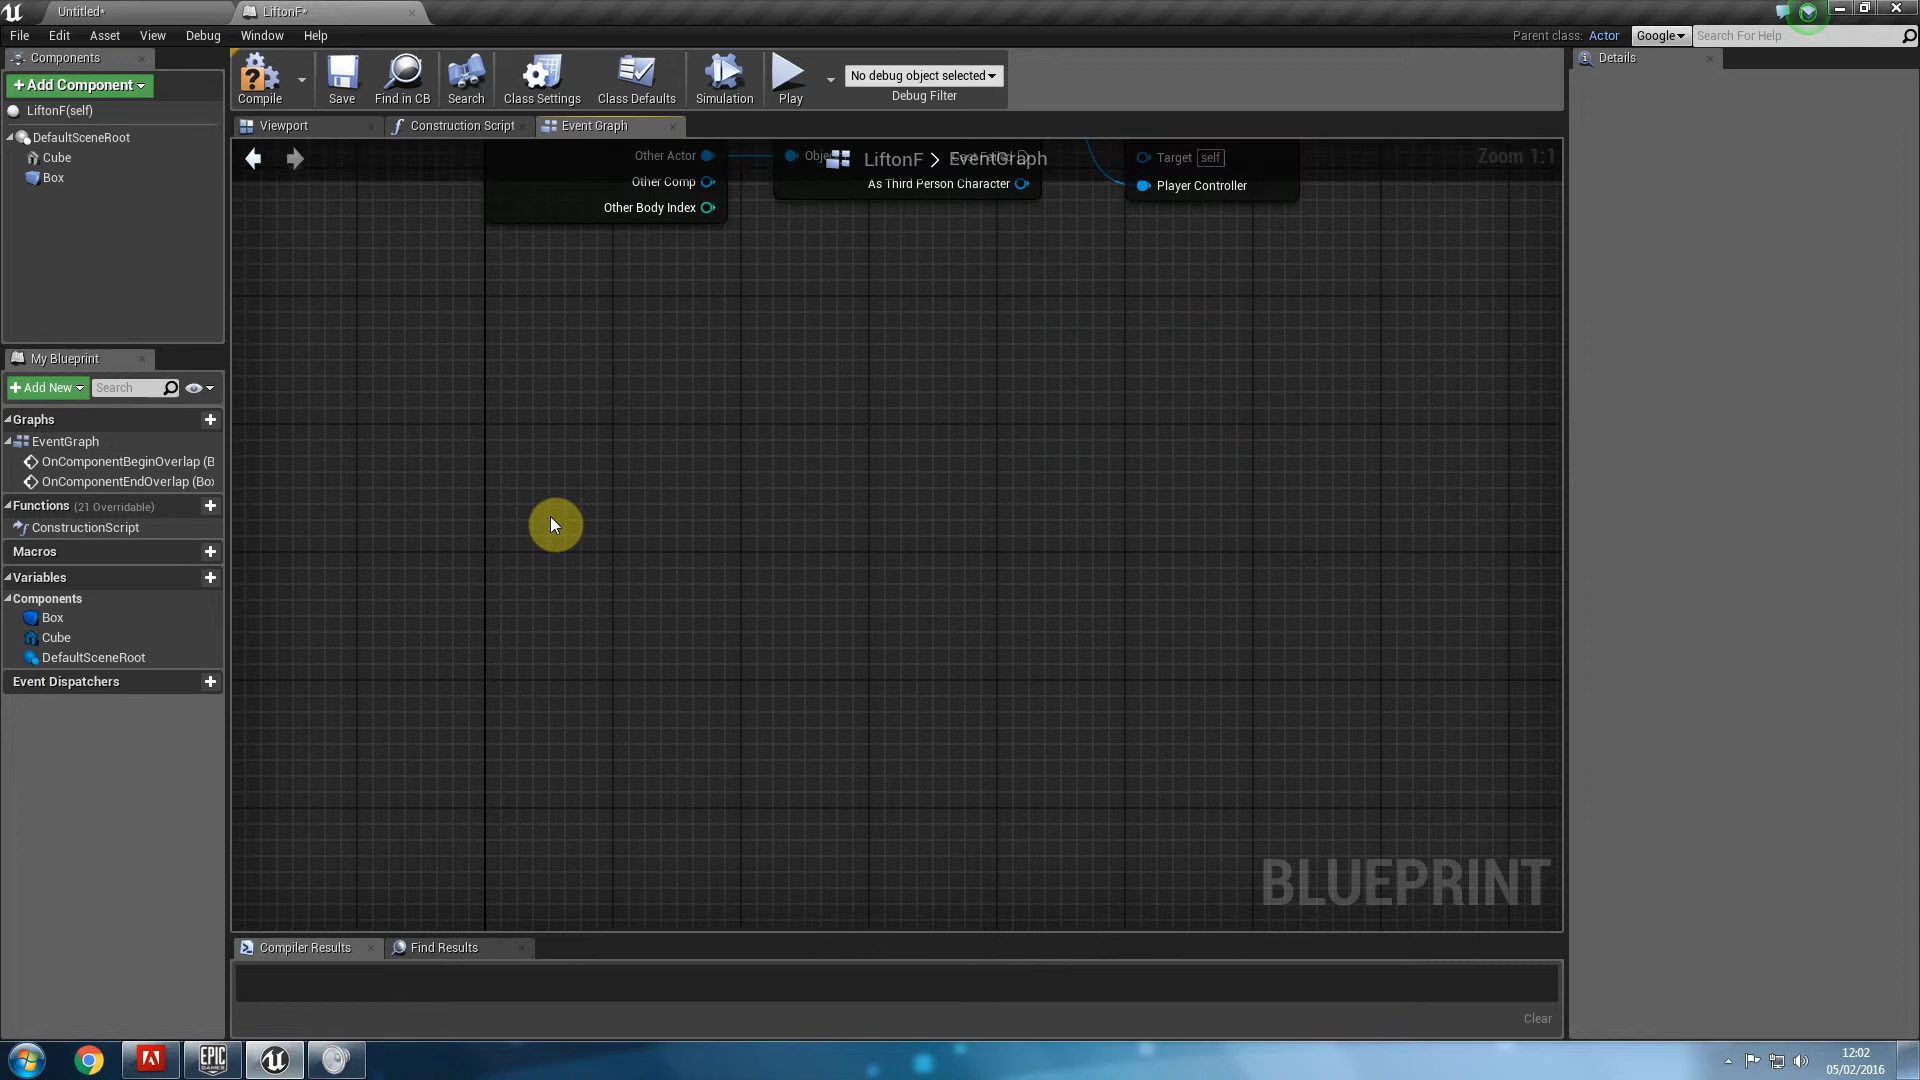 Untitled*
LiftonF*
File Edit Asset View Debug Window Help
Parent class: Actor Google Search For Help
Components
Details
+Add Component
Compile Save Find in CB Search Class Settings Class Defaults Simulation Play
No debug object selected
Debug Filter
LiftonF(self)
Viewport
Construction Script
Event Graph
DefaultSceneRoot
Cube
Box
LiftonF > EventGraph
Zoom 1:1
Other Actor
Other Comp
Other Body Index
Cast Failed
As Third Person Character
Target self
Player Controller
My Blueprint
+Add New Search
Graphs
EventGraph
OnComponentBeginOverlap (B
OnComponentEndOverlap (Box
Functions (21 Overridable)
ConstructionScript
Macros
Variables
Components
Box
Cube
DefaultSceneRoot
Event Dispatchers
BLUEPRINT
Compiler Results
Find Results
Clear
EPIC GAMES
12:02
05/02/2016